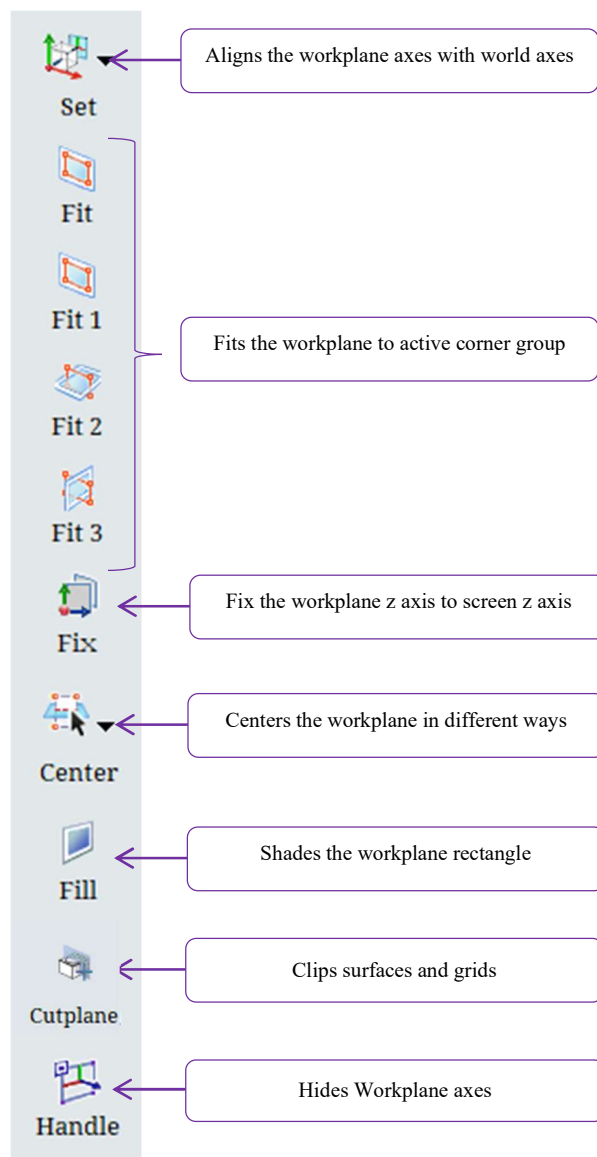 Aligns the workplane axes with world axes
Set
Fit
Fit 1
Fits the workplane to active corner group
Fit 2
Fit 3
Fix the workplane z axis to screen z axis
Fix
Centers the workplane in different ways
Center
Shades the workplane rectangle
Fill
Clips surfaces and grids
Cutplane
Hides Workplane axes
Handle